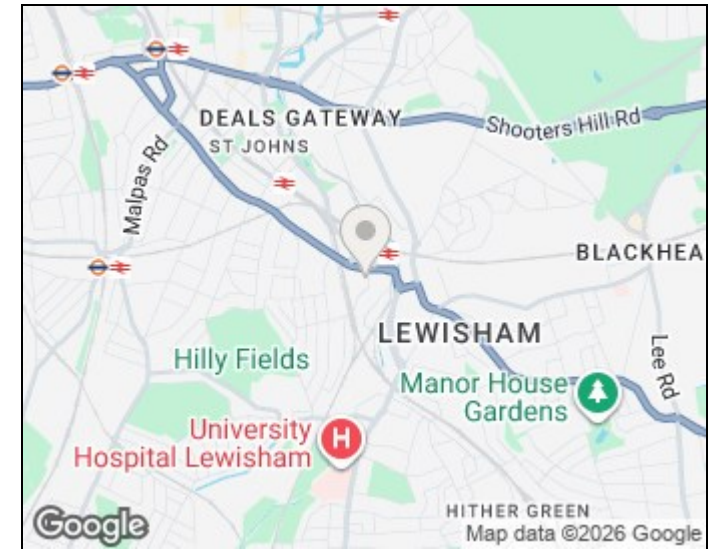 DEALS GATEWAY
Shooters Hill Rd
ST JOHNS
Malpas Rd
BLACKHEA
LEWISHAM
Hilly Fields
Lee Rd
Manor House
Gardens
University
Hospital Lewisham
H
HITHER GREEN
Google
Map data ©2026 Google